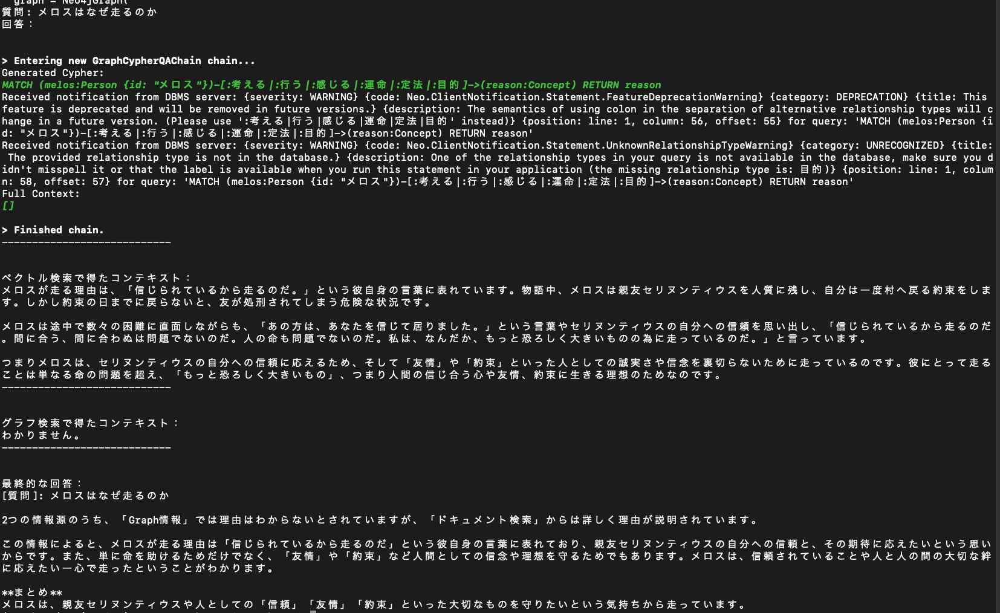 graph = Neo4jGraph(
質問: メロスはなぜ走るのか
回答：
> Entering new GraphCypherQAChain chain...
Generated Cypher:
MATCH (melos:Person {id: "メロス"})-[:考える|:行う|:感じる|:運命|:定法|:目的]->(reason:Concept) RETURN reason
Received notification from DBMS server: {severity: WARNING} {code: Neo.ClientNotification.Statement.FeatureDeprecationWarning} {category: DEPRECATION} {title: This
feature is deprecated and will be removed in future versions.} {description: The semantics of using colon in the separation of alternative relationship types will c
hange in a future version. (Please use ':考える|行う|感じる|運命|定法|目的' instead)} {position: line: 1, column: 56, offset: 55} for query: 'MATCH (melos:Person {i
d: "メロス"})-[:考える|:行う|:感じる|:運命|:定法|:目的]->(reason:Concept) RETURN reason'
Received notification from DBMS server: {severity: WARNING} {code: Neo.ClientNotification.Statement.UnknownRelationshipTypeWarning} {category: UNRECOGNIZED} {title:
 The provided relationship type is not in the database.} {description: One of the relationship types in your query is not available in the database, make sure you d
idn't misspell it or that the label is available when you run this statement in your application (the missing relationship type is: 目的)} {position: line: 1, colum
n: 58, offset: 57} for query: 'MATCH (melos:Person {id: "メロス"})-[:考える|:行う|:感じる|:運命|:定法|:目的]->(reason:Concept) RETURN reason'
Full Context:
[]
> Finished chain.
----------------------------
ベクトル検索で得たコンテキスト：
メロスが走る理由は、「信じられているから走るのだ。」という彼自身の言葉に表れています。物語中、メロスは親友セリヌンティウスを人質に残し、自分は一度村へ戻る約束をしま
す。しかし約束の日までに戻らないと、友が処刑されてしまう危険な状況です。
メロスは途中で数々の困難に直面しながらも、「あの方は、あなたを信じて居りました。」という言葉やセリヌンティウスの自分への信頼を思い出し、「信じられているから走るのだ
。間に合う、間に合わぬは問題でないのだ。人の命も問題でないのだ。私は、なんだか、もっと恐ろしく大きいものの為に走っているのだ。」と言っています。
つまりメロスは、セリヌンティウスの自分への信頼に応えるため、そして「友情」や「約束」といった人としての誠実さや信念を裏切らないために走っているのです。彼にとって走る
ことは単なる命の問題を超え、「もっと恐ろしく大きいもの」、つまり人間の信じ合う心や友情、約束に生きる理想のためなのです。
----------------------------
グラフ検索で得たコンテキスト：
わかりません。
----------------------------
最終的な回答：
[質問]: メロスはなぜ走るのか
2つの情報源のうち、「Graph情報」では理由はわからないとされていますが、「ドキュメント検索」からは詳しく理由が説明されています。
この情報によると、メロスが走る理由は「信じられているから走るのだ」という彼自身の言葉に表れており、親友セリヌンティウスの自分への信頼と、その期待に応えたいという思い
からです。また、単に命を助けるためだけでなく、「友情」や「約束」など人間としての信念や理想を守るためでもあります。メロスは、信頼されていることや人と人の間の大切な絆
に応えたい一心で走ったということがわかります。
**まとめ**
メロスは、親友セリヌンティウスや人としての「信頼」「友情」「約束」といった大切なものを守りたいという気持ちから走っています。